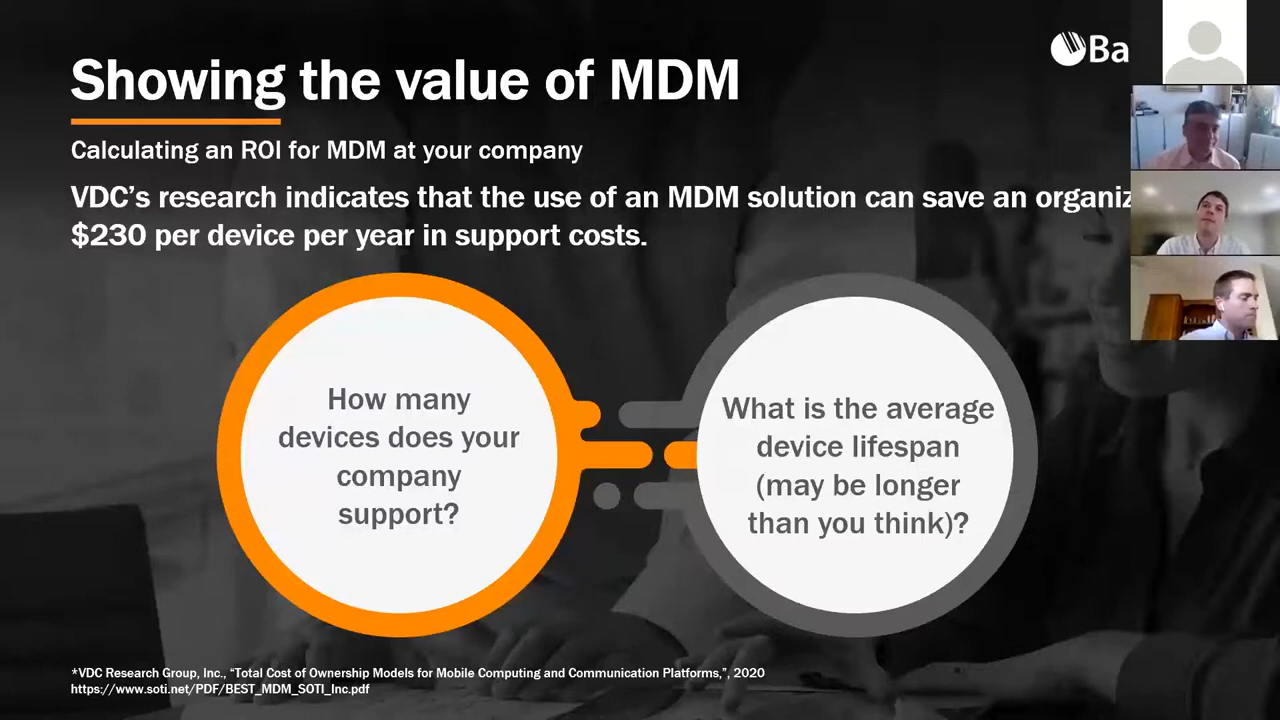 Showing the value of MDM
Ba
Calculating an ROI for MDM at your company
VDC's research indicates that the use of an MDM solution can save an organiz
$230 per device per year in support costs.
How many
devices does your
company
support?
What is the average
device lifespan
(may be longer
than you think)?
*VDC Research Group, Inc., “Total Cost of Ownership Models for Mobile Computing and Communication Platforms,”, 2020
https://www.soti.net/PDF/BEST_MDM_SOTI_Inc.pdf